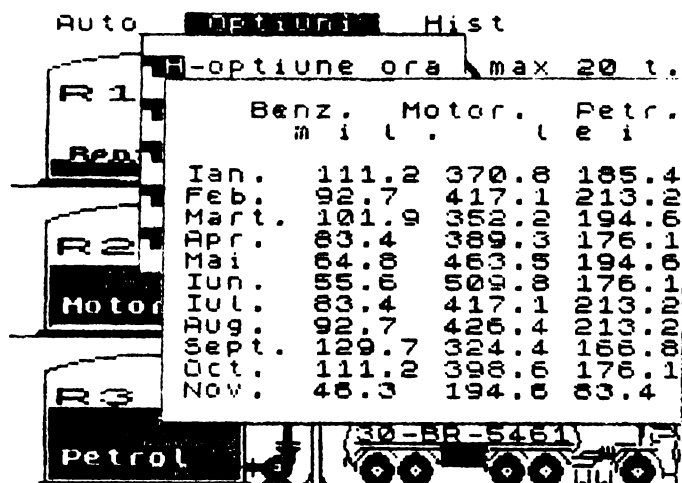 Auto Optiuni Hist
H-optiune ora max 20 t.
R1
Benz. Motor. Petr.
mil. lei
Ben
Ian. 111.2 370.8 185.4
Feb. 92.7 417.1 213.2
Mart. 101.9 352.2 194.6
Apr. 83.4 389.3 176.1
Mai 64.8 463.5 194.6
Iun. 55.6 509.8 176.1
Iul. 83.4 417.1 213.2
Aug. 92.7 426.4 213.2
Sept. 129.7 324.4 166.8
Oct. 111.2 398.6 176.1
Nov. 46.3 194.6 83.4
R2
Motor
R3
Petrol
30-BR-5461